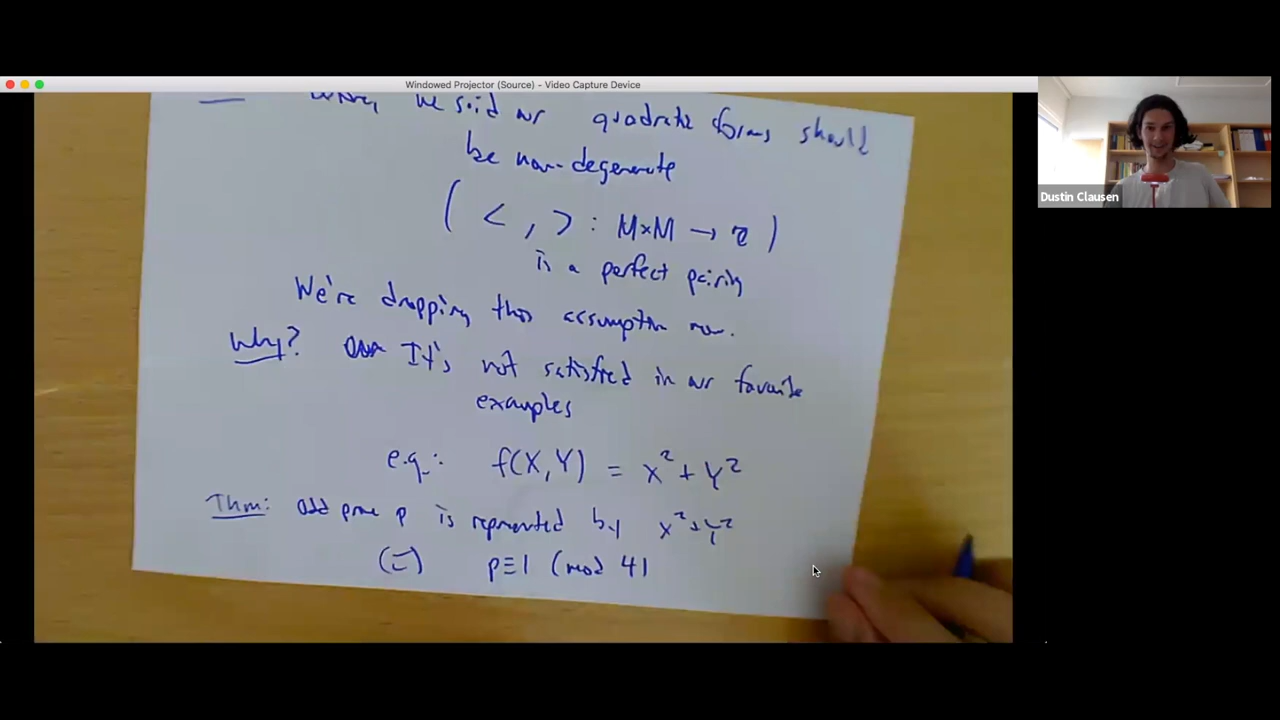 Windowed Projector (Source) - Video Capture Device
we said our quadratic forms should
be non-degenerate
( < , > : M×M → Z )
is a perfect pairing
We're dropping this assumption now.
Why? It's not satisfied in our favorite
examples
e.g.: f(X,Y) = X²+Y²
Thm: odd prime p is represented by X²+Y²
p≡1 (mod 4)
Dustin Clausen